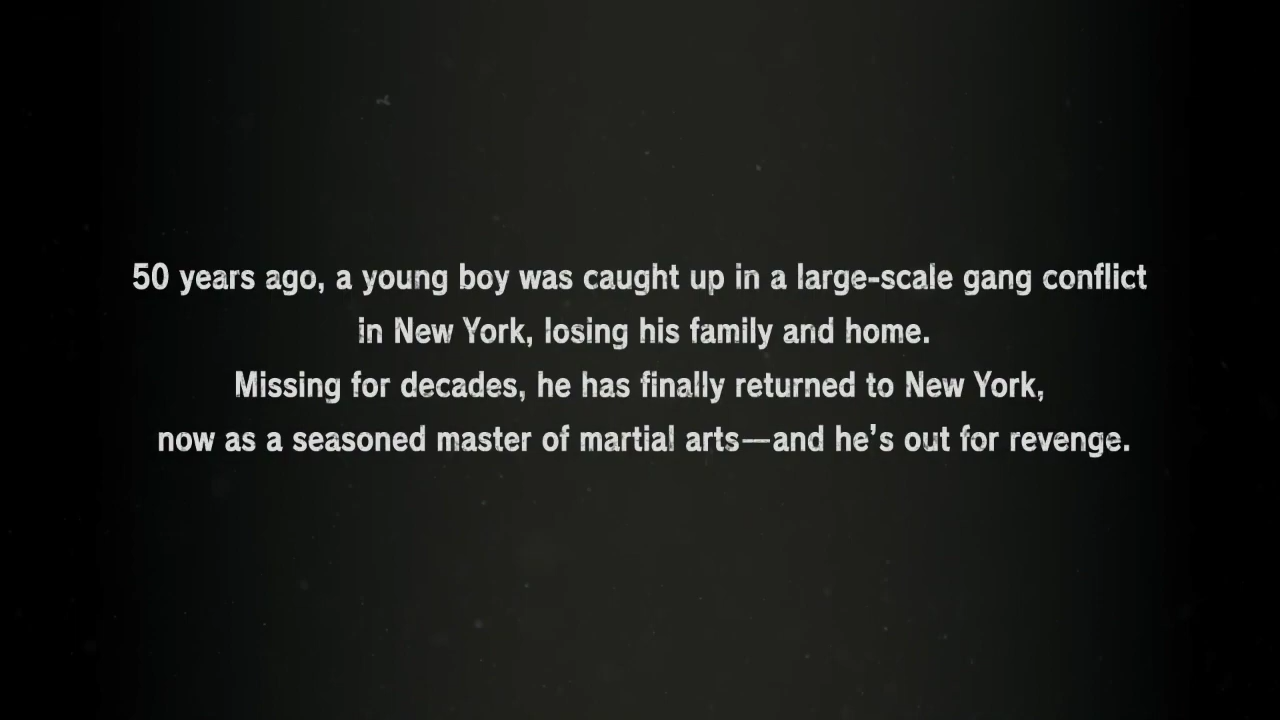 50 years ago, a young boy was caught up in a large-scale gang conflict
in New York, losing his family and home.
Missing for decades, he has finally returned to New York,
now as a seasoned master of martial arts—and he's out for revenge.